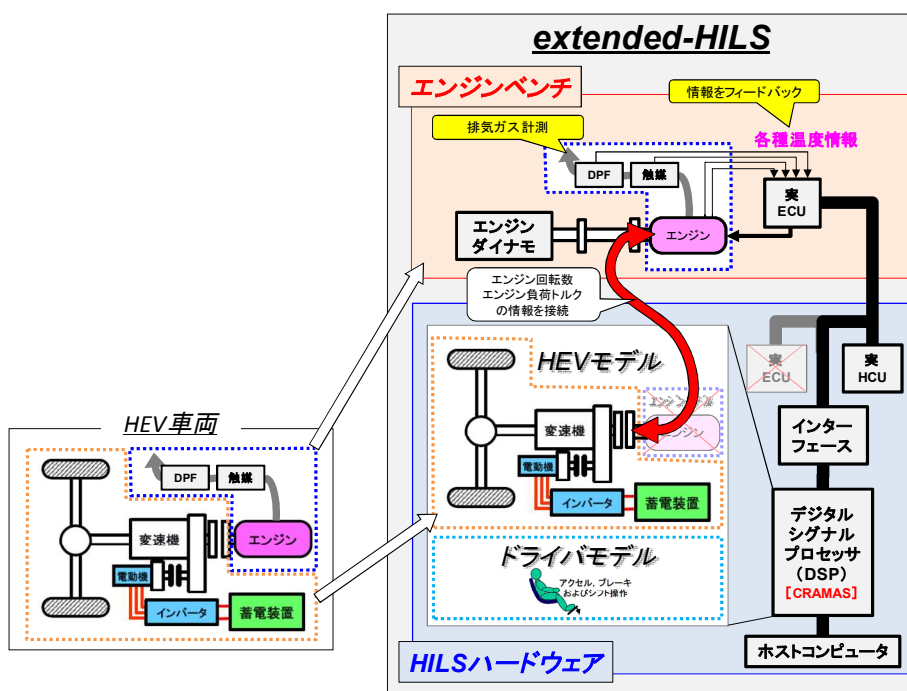 extended-HILS
エンジンベンチ
情報をフィードバック
排気ガス計測
各種温度情報
DPF
触媒
実
ECU
エンジン
ダイナモ
エンジン
エンジン回転数
エンジン負荷トルク
の情報を接続
HEVモデル
実
ECU
実
HCU
変速機
エンジン
電動機
インバータ
蓄電装置
インター
フェース
HEV車両
DPF
触媒
変速機
エンジン
電動機
インバータ
蓄電装置
ドライバモデル
アクセル、ブレーキ
およびシフト操作
デジタル
シグナル
プロセッサ
（DSP）
［CRAMAS］
HILSハードウェア
ホストコンピュータ